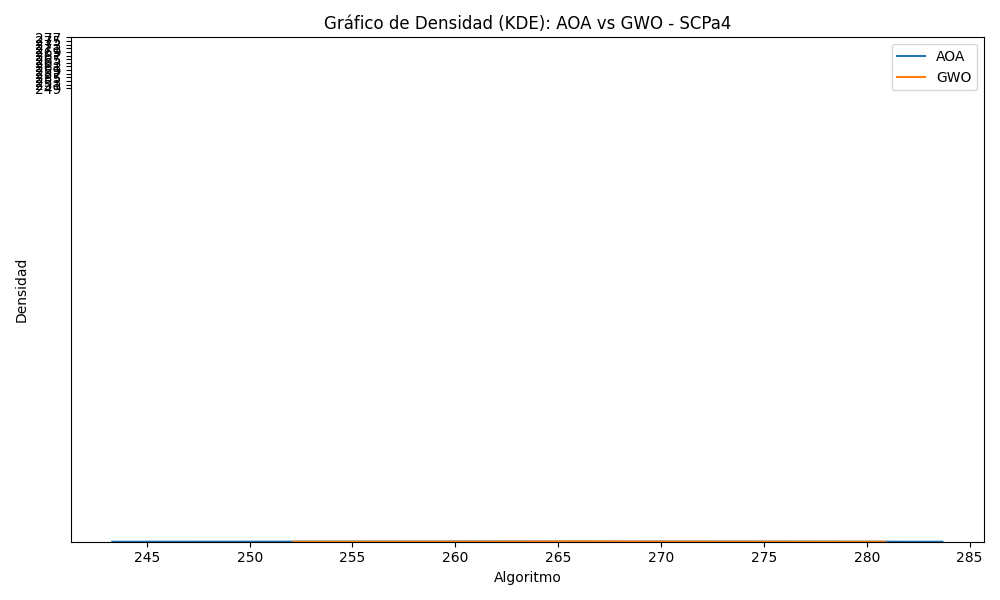 Gráfico de Densidad (KDE): AOA vs GWO - SCPa4
AOA
GWO
277
249
Densidad
245
250
255
260
265
270
275
280
285
Algoritmo